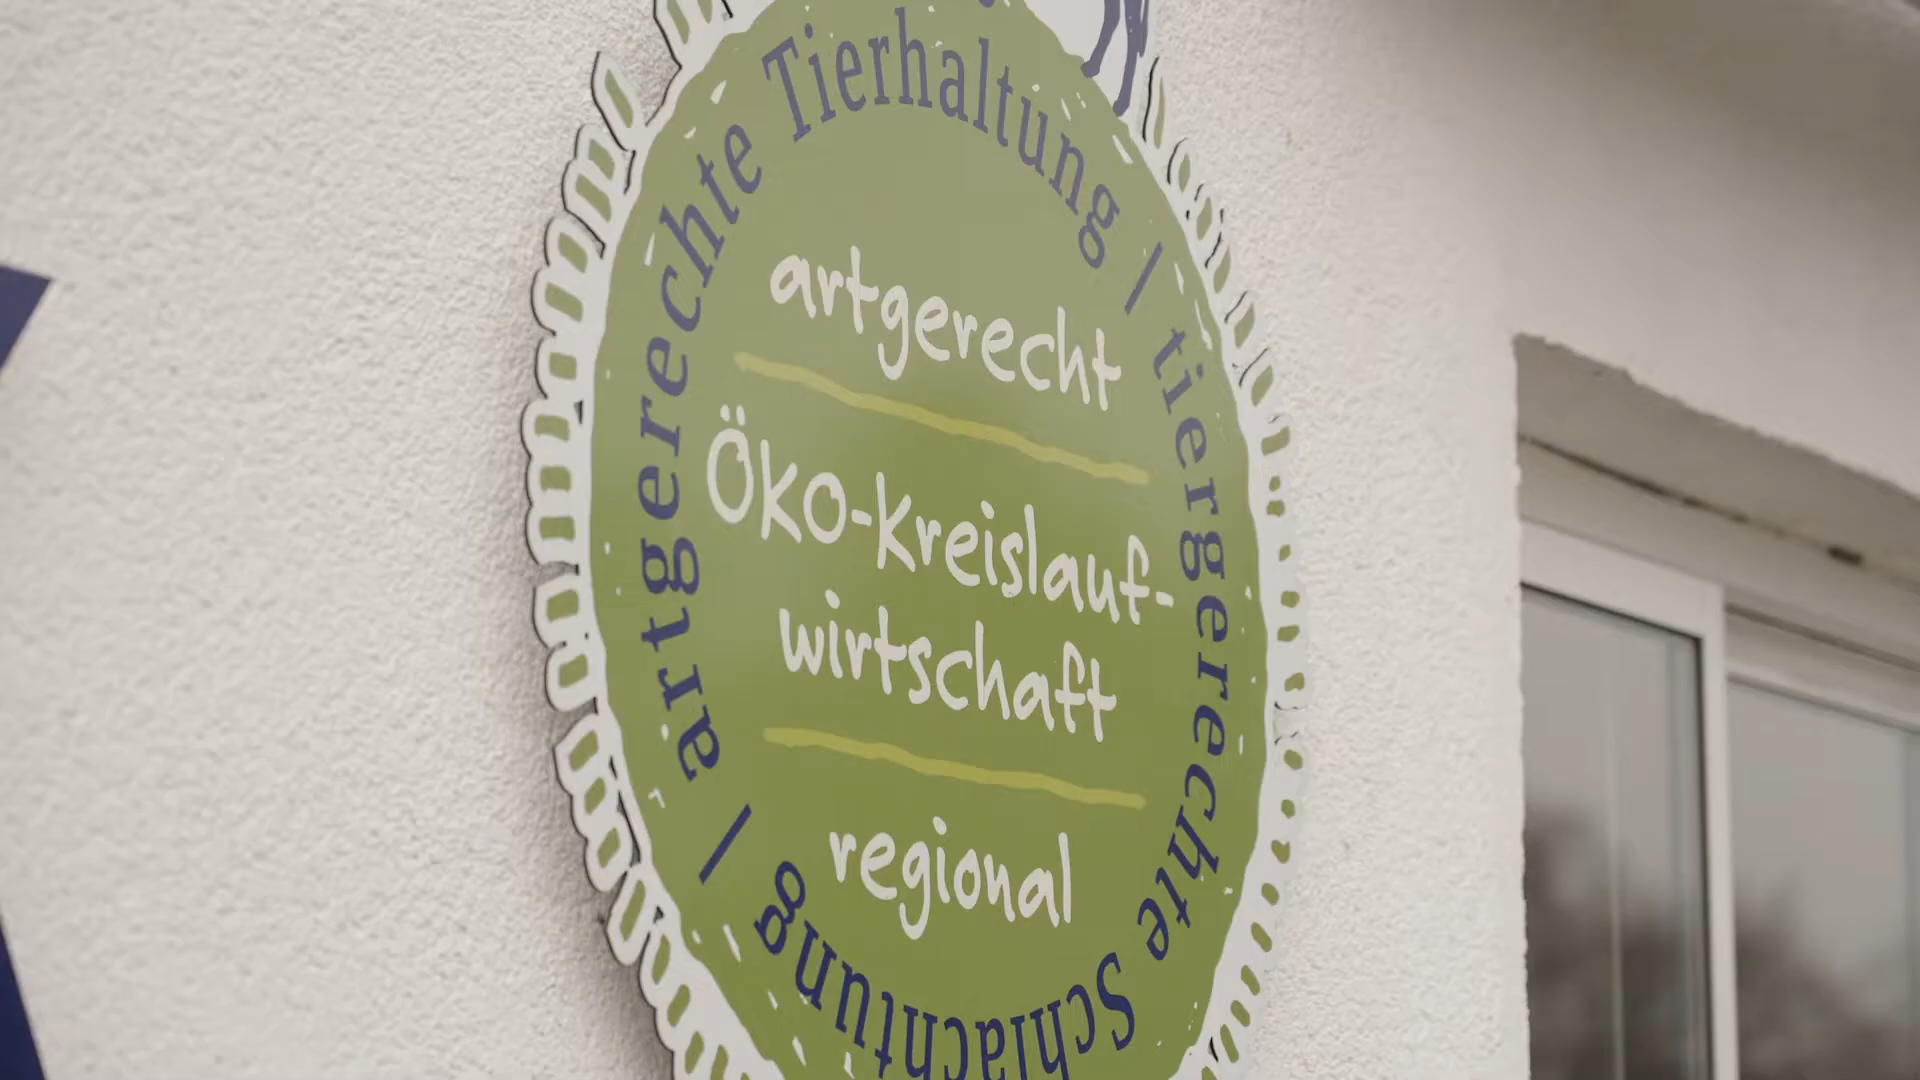 artgerechte Tierhaltung | tiergerechte Schlachtung |
artgerecht
Öko-Kreislauf-
wirtschaft
regional